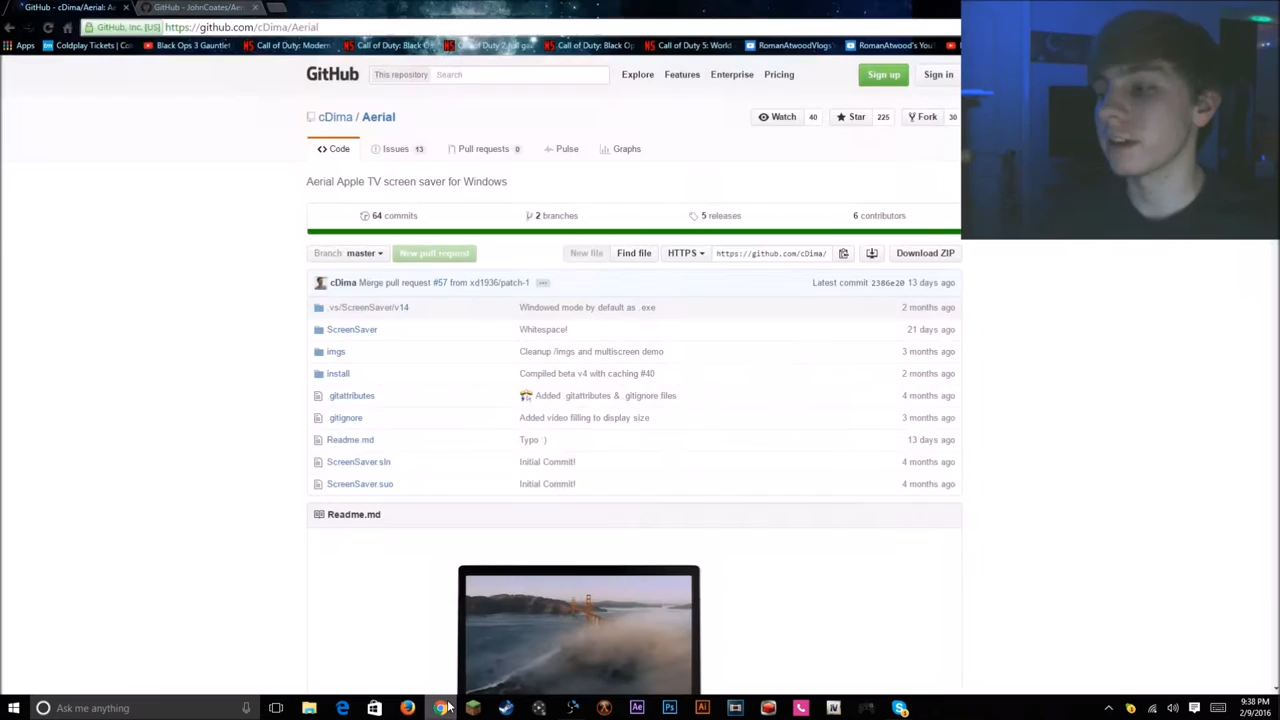 GitHub - cDima/Aerial: A
GitHub - JohnCoates/Aeri
GitHub, Inc. [US] https://github.com/cDima/Aerial
Apps Coldplay Tickets | Co Black Ops 3 Gauntlet Call of Duty: Modern Call of Duty: Black O Call of Duty 2 full ga Call of Duty: Black Op Call of Duty 5: World RomanAtwoodVlogs' RomanAtwood's You
GitHub This repository Search Explore Features Enterprise Pricing Sign up Sign in
cDima / Aerial Watch 40 Star 225 Fork 30
Code Issues 13 Pull requests 0 Pulse Graphs
Aerial Apple TV screen saver for Windows
64 commits 2 branches 5 releases 6 contributors
Branch: master New pull request New file Find file HTTPS https://github.com/cDima/ Download ZIP
cDima Merge pull request #57 from xd1936/patch-1 Latest commit 2386e20 13 days ago
.vs/ScreenSaver/v14 Windowed mode by default as .exe 2 months ago
ScreenSaver Whitespace! 21 days ago
imgs Cleanup /imgs and multiscreen demo 3 months ago
install Compiled beta v4 with caching #40 2 months ago
.gitattributes Added .gitattributes & .gitignore files 4 months ago
.gitignore Added video filling to display size 3 months ago
Readme.md Typo :) 13 days ago
ScreenSaver.sln Initial Commit! 4 months ago
ScreenSaver.suo Initial Commit! 4 months ago
Readme.md
Ask me anything
9:38 PM
2/9/2016